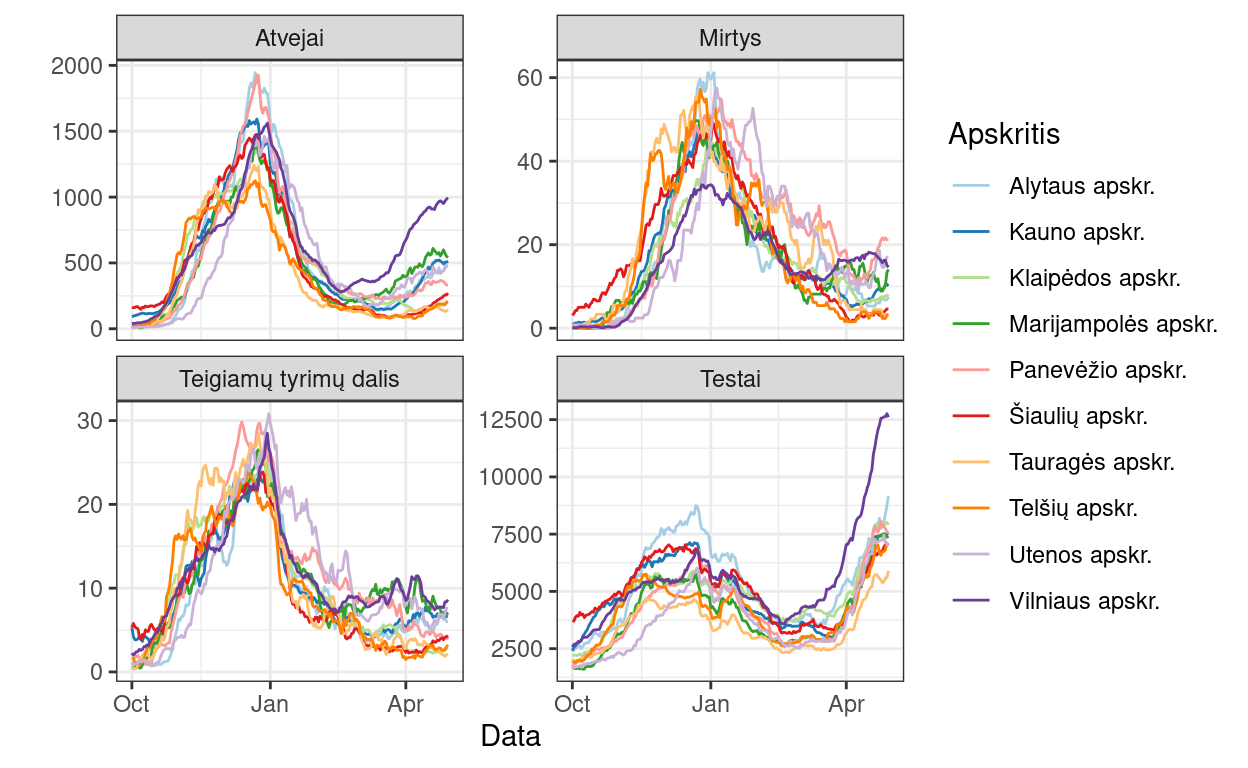 Atvejai
Mirtys
2000
1500
1000
500
0
60
40
20
0
Teigiamų tyrimų dalis
Testai
30
20
10
0
12500
10000
7500
5000
2500
Oct Jan Apr
Oct Jan Apr
Data
Apskritis
Alytaus apskr.
Kauno apskr.
Klaipėdos apskr.
Marijampolės apskr.
Panevėžio apskr.
Šiaulių apskr.
Tauragės apskr.
Telšių apskr.
Utenos apskr.
Vilniaus apskr.